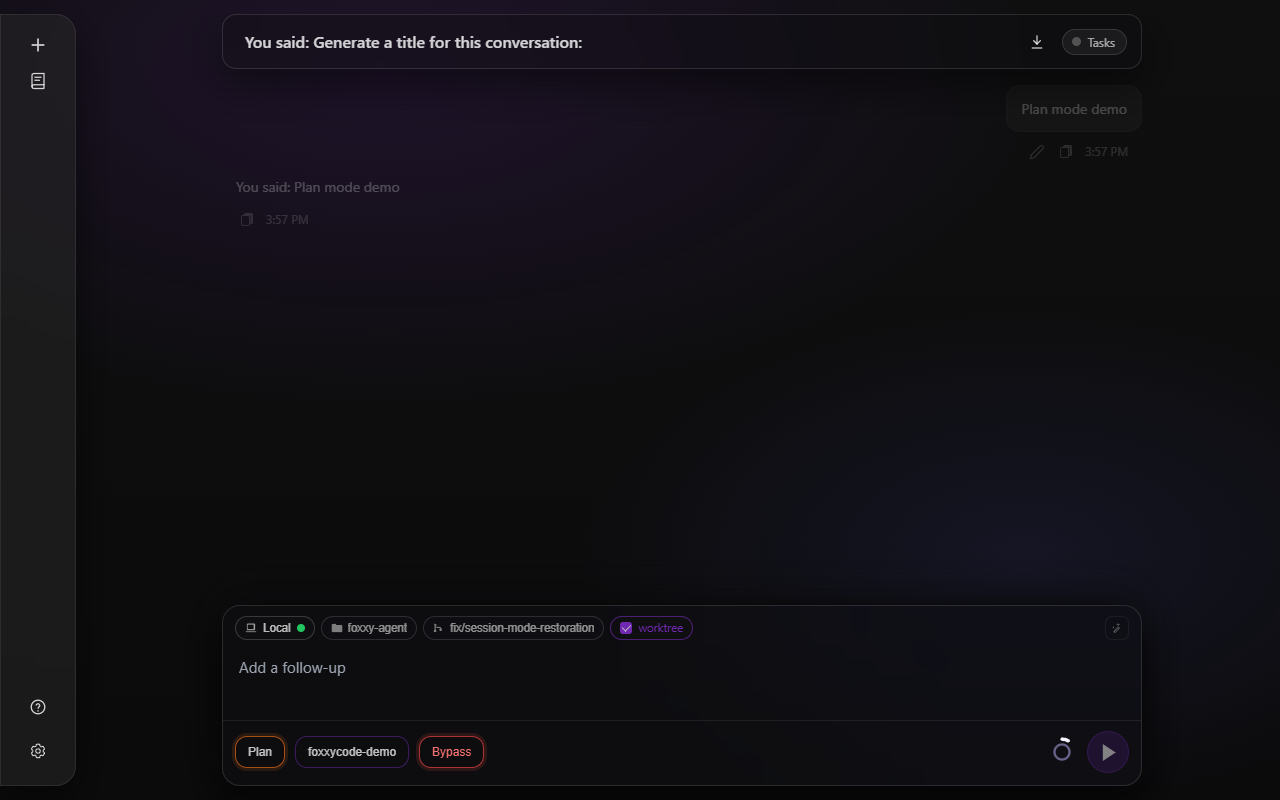 You said: Generate a title for this conversation:
Tasks
Plan mode demo
3:57 PM
You said: Plan mode demo
3:57 PM
Local
foxxy-agent
fix/session-mode-restoration
worktree
Add a follow-up
Plan
foxxycode-demo
Bypass